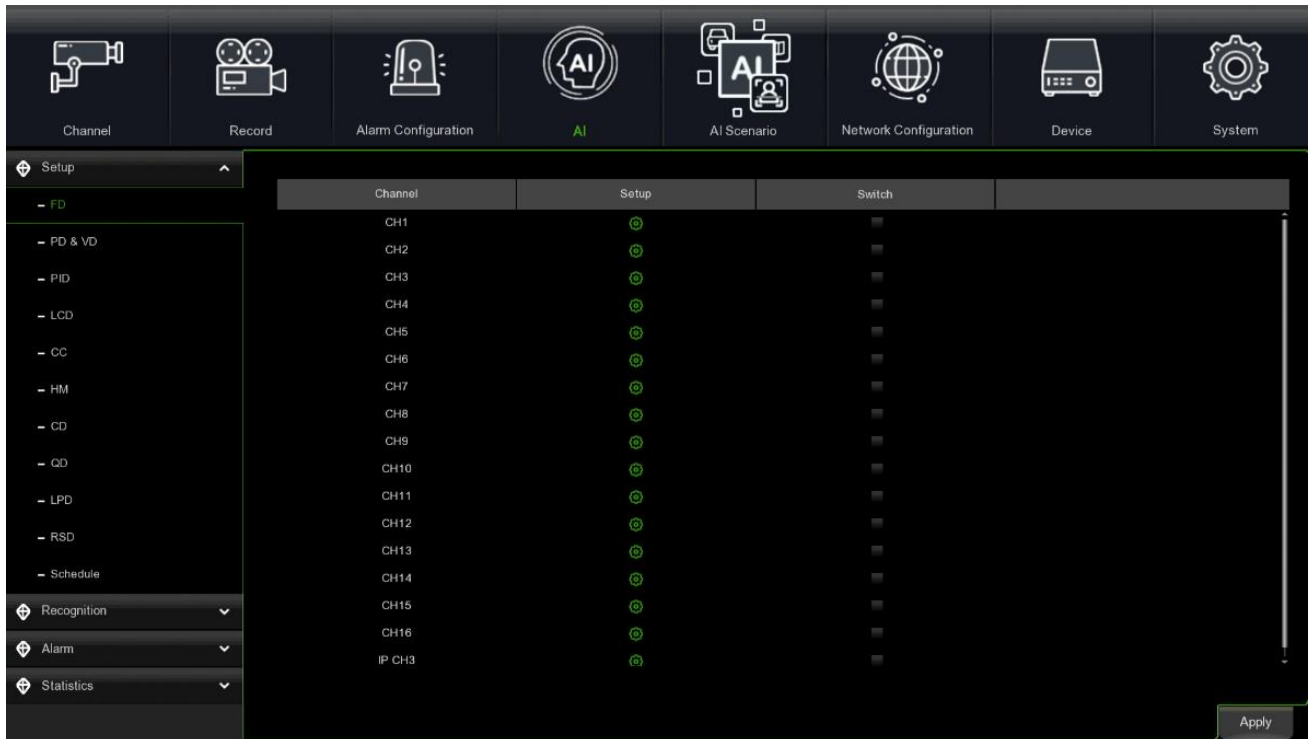 AI
AI
Channel Record Alarm Configuration AI AI Scenario Network Configuration Device System
Setup
Channel Setup Switch
– FD
CH1
– PD & VD
CH2
– PID
CH3
– LCD
CH4
CH5
– CC
CH6
– HM
CH7
CH8
– CD
CH9
– QD
CH10
– LPD
CH11
CH12
– RSD
CH13
– Schedule
CH14
Recognition
CH15
CH16
Alarm
IP CH3
Statistics
Apply